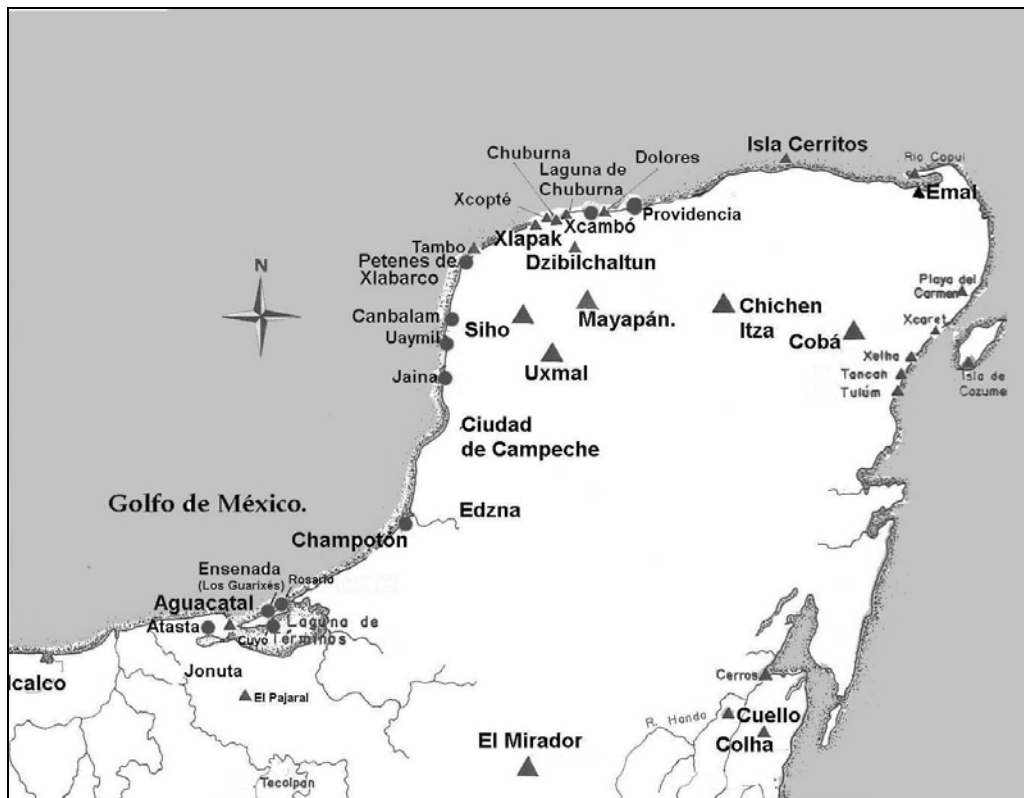 Isla Cerritos
Chuburna
Dolores
Laguna de
Chuburna
Rio Capui
Emal
Xcopté
Providencia
Xcambó
Xlapak
Tambo
Dzibilchaltun
Petenes de
Xlabarco
N
Playa del
Carmen
Canbalam
Siho
Mayapán.
Chichen
Itza
Xcaret
Uaymil
Cobá
Xelha
Uxmal
Jaina
Tancah
Isla de
Cozume
Tulúm
Ciudad
de Campeche
Golfo de México.
Edzna
Champotón
Ensenada
(Los Guarixés)
Rosario
Aguacatal
Atasta
Laguna de
Términos
Cuyo
Jonuta
lcalco
El Pajaral
Cerros
R. Hondo
Cuello
Colha
El Mirador
Tecolpan